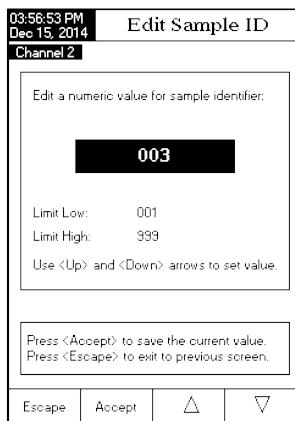 03:56:53 PM
Dec 15, 2014
Edit Sample ID
Channel 2
Edit a numeric value for sample identifier:
003
Limit Low: 001
Limit High: 999
Use <Up> and <Down> arrows to set value.
Press <Accept> to save the current value.
Press <Escape> to exit to previous screen.
Escape Accept △ ▽